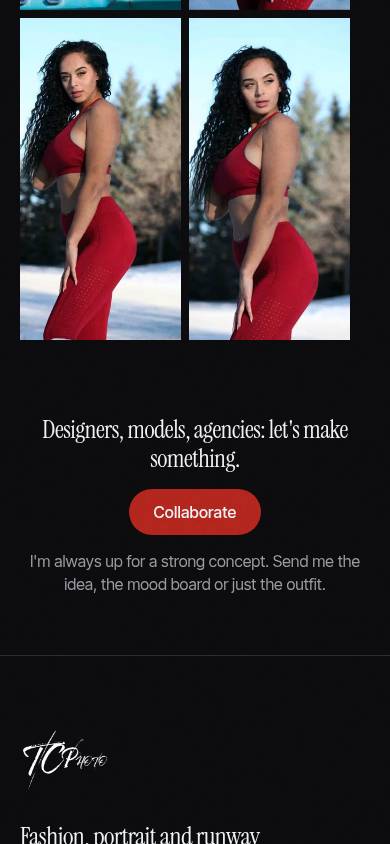 Designers, models, agencies: let's make
something.
Collaborate
I'm always up for a strong concept. Send me the
idea, the mood board or just the outfit.
TCPhoto
Fashion, portrait and runway